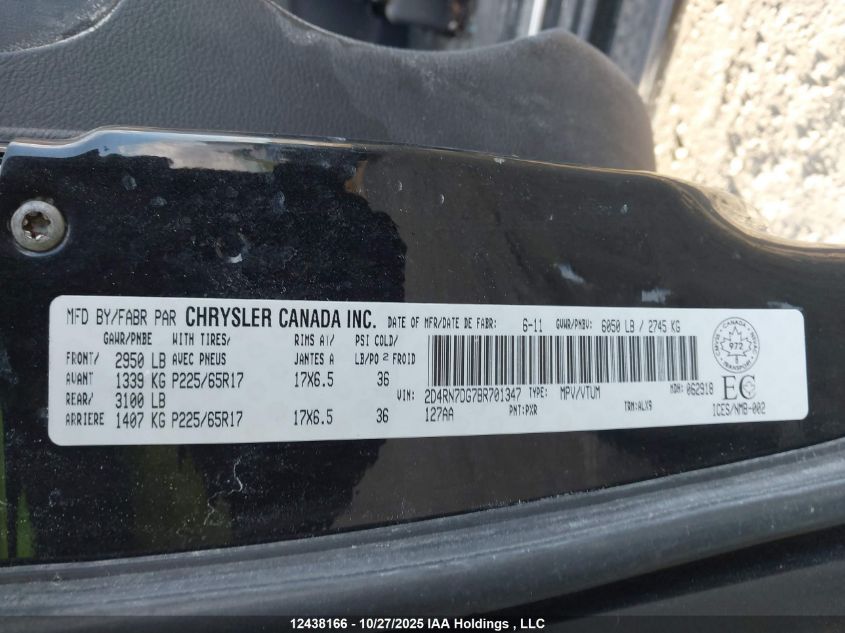 MFD BY/FABR PAR CHRYSLER CANADA INC. DATE OF MFR/DATE DE FABR: 6-11 GVWR/PNBV: 6050 LB / 2745 KG
GAWR/PNBE WITH TIRES/ RIMS AT/ PSI COLD/
FRONT/ 2950 LB AVEC PNEUS JANTES A LB/PO2 FROID
AVANT 1339 KG P225/65R17 17X6.5 36
REAR/ 3100 LB
ARRIERE 1407 KG P225/65R17 17X6.5 36
VIN: 2D4RN7DG7BR701347 TYPE: MPV/VTUM MDH: 062918
127AA PNT: PXR TRM: ALX9
CANADA
972
TRANSPORT
EC
ICES/NMB-002
12438166 - 10/27/2025 IAA Holdings , LLC